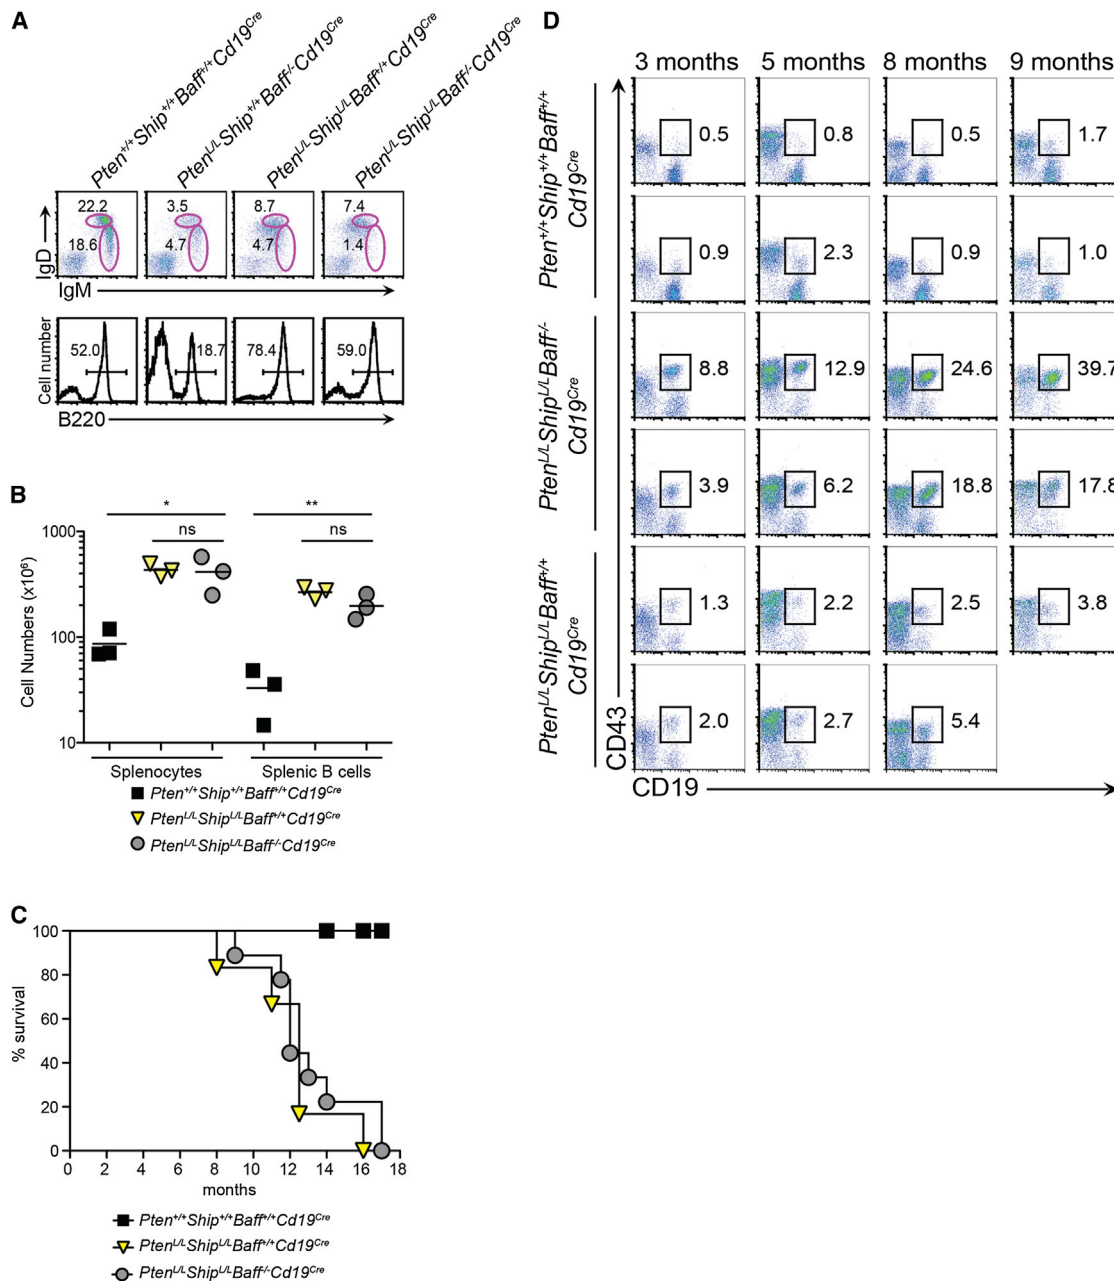 A
Pten+/+Ship+/+Baff+/+Cd19Cre
PtenL/LShip+/+Baff-/-Cd19Cre
PtenL/LShipL/LBaff+/+Cd19Cre
PtenL/LShipL/LBaff-/-Cd19Cre
22.2 3.5 8.7 7.4
18.6 4.7 4.7 1.4
IgD
IgM
52.0 18.7 78.4 59.0
Cell number
B220
B
* **
ns ns
1000
100
10
Cell Numbers (x10⁶)
Splenocytes Splenic B cells
Pten+/+Ship+/+Baff+/+Cd19Cre
PtenL/LShipL/LBaff+/+Cd19Cre
PtenL/LShipL/LBaff-/-Cd19Cre
C
100
80
60
40
20
0
% survival
0 2 4 6 8 10 12 14 16 18
months
Pten+/+Ship+/+Baff+/+Cd19Cre
PtenL/LShipL/LBaff+/+Cd19Cre
PtenL/LShipL/LBaff-/-Cd19Cre
D
3 months 5 months 8 months 9 months
Pten+/+Ship+/+Baff+/+
Cd19Cre
0.5 0.8 0.5 1.7
0.9 2.3 0.9 1.0
PtenL/LShipL/LBaff-/-
Cd19Cre
8.8 12.9 24.6 39.7
3.9 6.2 18.8 17.8
PtenL/LShipL/LBaff+/+
Cd19Cre
1.3 2.2 2.5 3.8
2.0 2.7 5.4
CD43
CD19